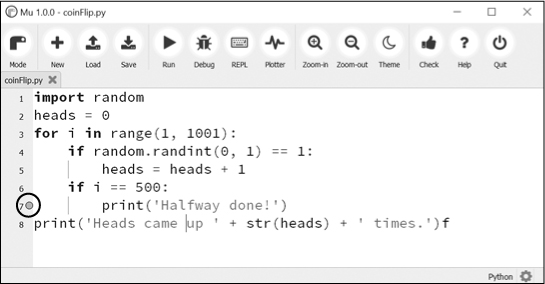 Mu 1.0.0 - coinFlip.py
Mode New Load Save Run Debug REPL Plotter Zoom-in Zoom-out Theme Check Help Quit
coinFlip.py
1 import random
2 heads = 0
3 for i in range(1, 1001):
4     if random.randint(0, 1) == 1:
5         heads = heads + 1
6     if i == 500:
7         print('Halfway done!')
8 print('Heads came up ' + str(heads) + ' times.')f
Python